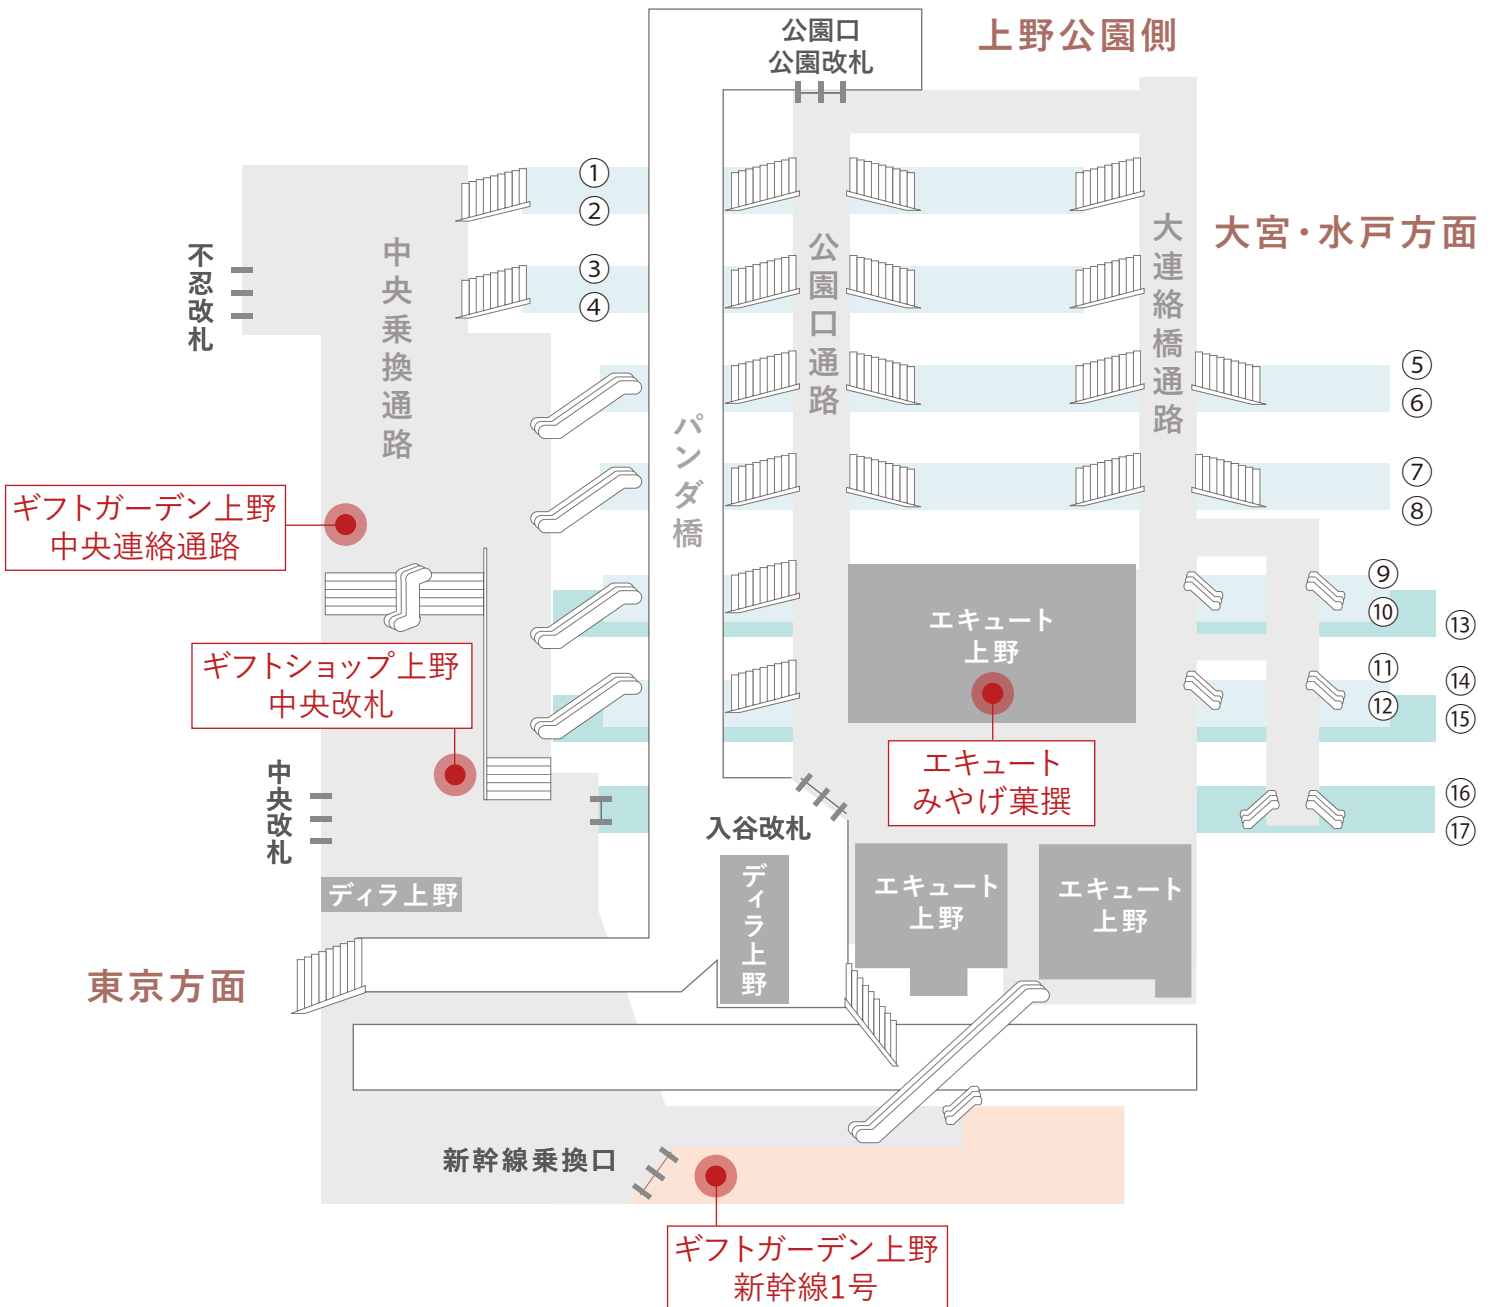 公園口
公園改札
上野公園側
①
②
③
④
不忍改札
中央乗換通路
公園口通路
大連絡橋通路
大宮・水戸方面
⑤
⑥
パンダ橋
⑦
⑧
ギフトガーデン上野
中央連絡通路
⑨
⑩
⑬
エキュート
上野
ギフトショップ上野
中央改札
⑪
⑫
⑭
⑮
エキュート
みやげ菓撰
中央改札
入谷改札
⑯
⑰
ディラ上野
ディラ上野
エキュート
上野
エキュート
上野
東京方面
新幹線乗換口
ギフトガーデン上野
新幹線1号